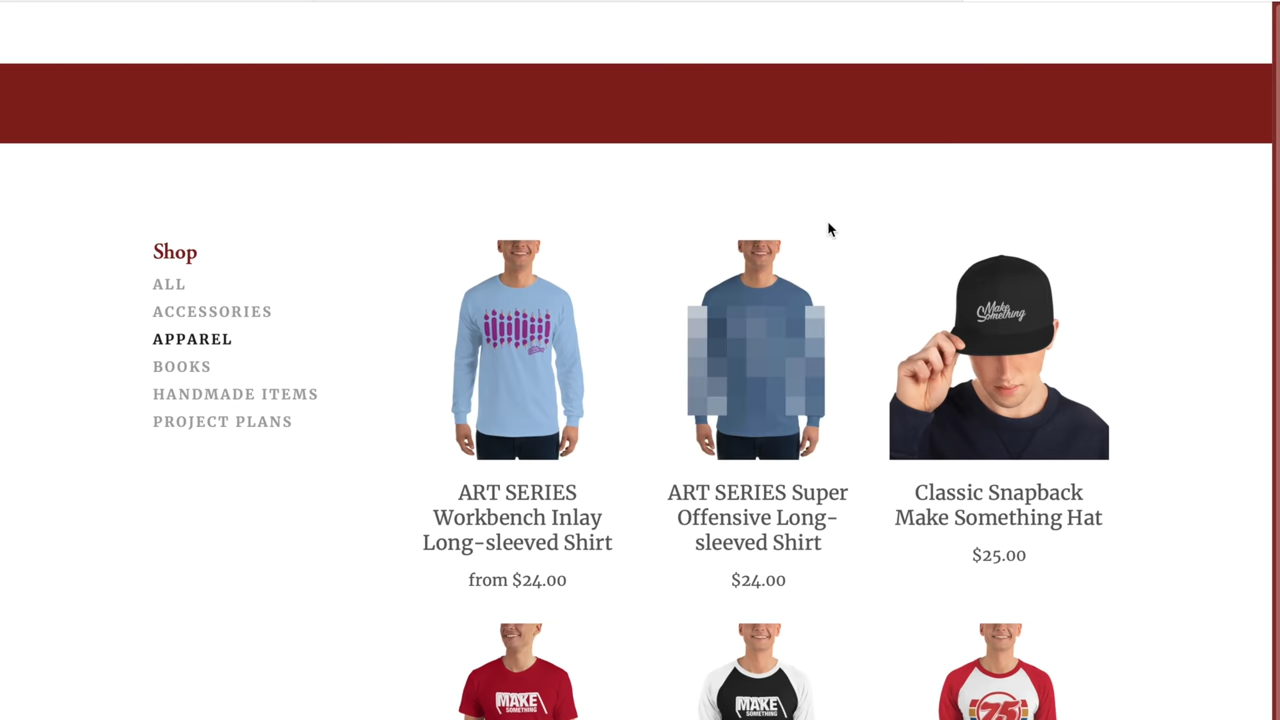 Shop
ALL
ACCESSORIES
APPAREL
BOOKS
HANDMADE ITEMS
PROJECT PLANS
Make
Something
ART SERIES
Workbench Inlay
Long-sleeved Shirt
from $24.00
ART SERIES Super
Offensive Long-
sleeved Shirt
$24.00
Classic Snapback
Make Something Hat
$25.00
MAKE
SOMETHING
MAKE
SOMETHING
75